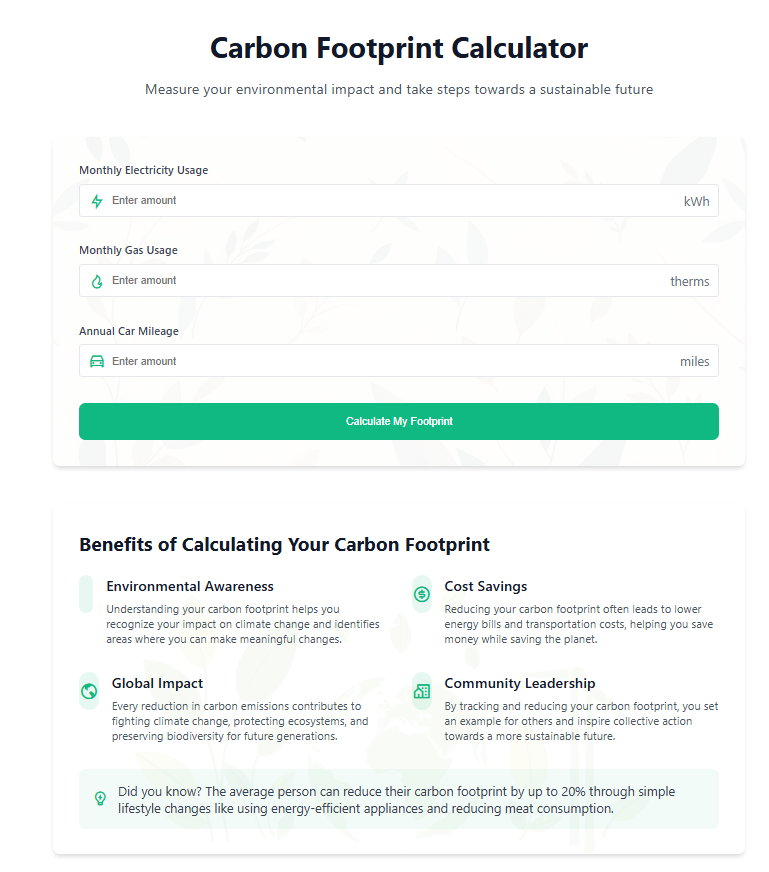 Carbon Footprint Calculator
Measure your environmental impact and take steps towards a sustainable future
Monthly Electricity Usage
Enter amount
kWh
Monthly Gas Usage
Enter amount
therms
Annual Car Mileage
Enter amount
miles
Calculate My Footprint
Benefits of Calculating Your Carbon Footprint
Environmental Awareness
Understanding your carbon footprint helps you
recognize your impact on climate change and identifies
areas where you can make meaningful changes.
Cost Savings
Reducing your carbon footprint often leads to lower
energy bills and transportation costs, helping you save
money while saving the planet.
Global Impact
Every reduction in carbon emissions contributes to
fighting climate change, protecting ecosystems, and
preserving biodiversity for future generations.
Community Leadership
By tracking and reducing your carbon footprint, you set
an example for others and inspire collective action
towards a more sustainable future.
Did you know? The average person can reduce their carbon footprint by up to 20% through simple
lifestyle changes like using energy-efficient appliances and reducing meat consumption.